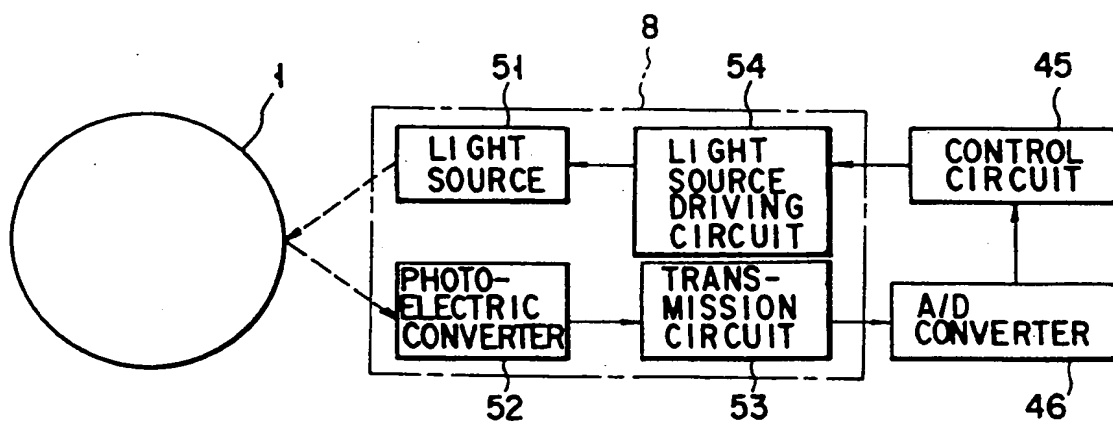 8
1
51
54
45
LIGHT
SOURCE
LIGHT
SOURCE
DRIVING
CIRCUIT
CONTROL
CIRCUIT
PHOTO-
ELECTRIC
CONVERTER
TRANS-
MISSION
CIRCUIT
A/D
CONVERTER
52
53
46